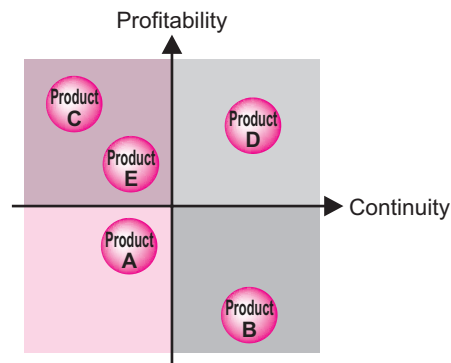 Profitability
Product
C
Product
D
Product
E
Continuity
Product
A
Product
B